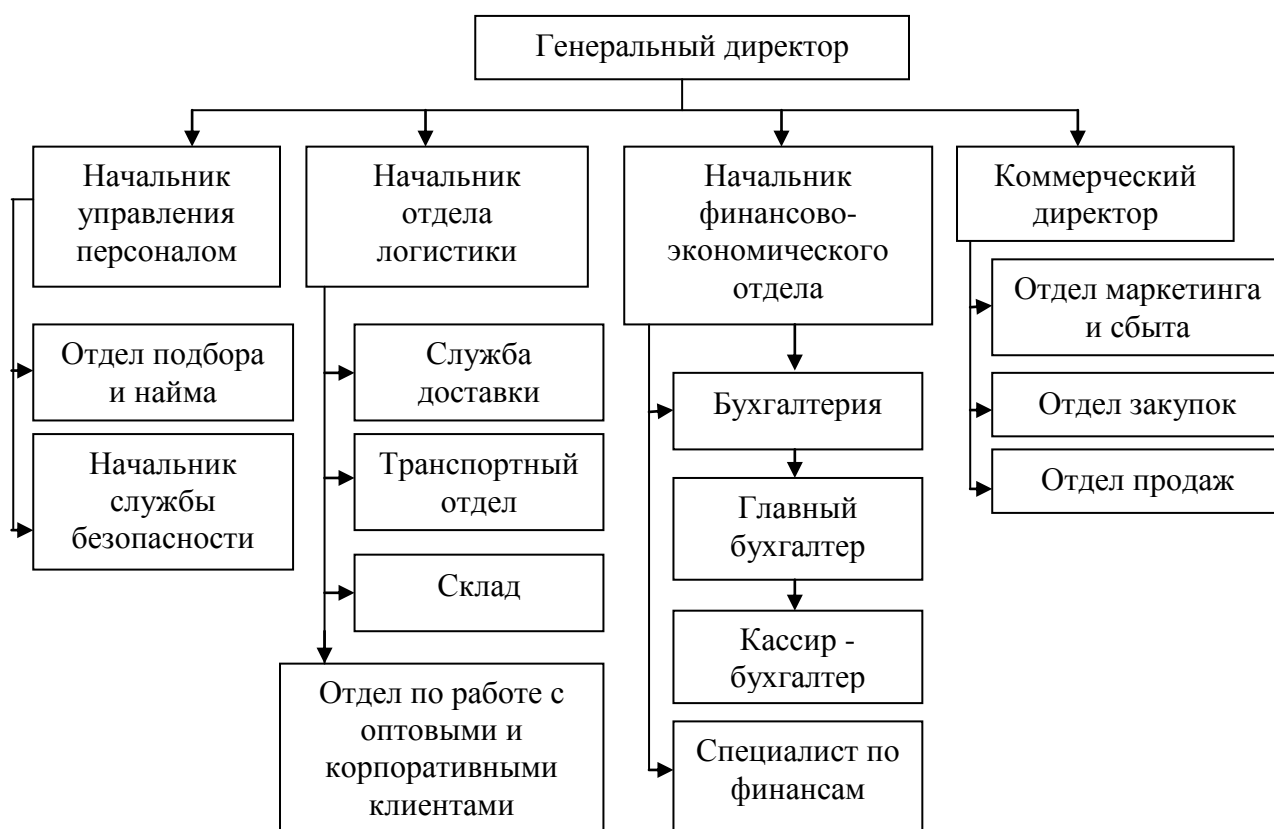 Генеральный директор
Начальник
управления
персоналом
Отдел подбора
и найма
Начальник
службы
безопасности
Начальник
отдела
логистики
Служба
доставки
Транспортный
отдел
Склад
Отдел по работе с
оптовыми и
корпоративными
клиентами
Начальник
финансово-
экономического
отдела
Бухгалтерия
Главный
бухгалтер
Кассир -
бухгалтер
Специалист по
финансам
Коммерческий
директор
Отдел маркетинга
и сбыта
Отдел закупок
Отдел продаж